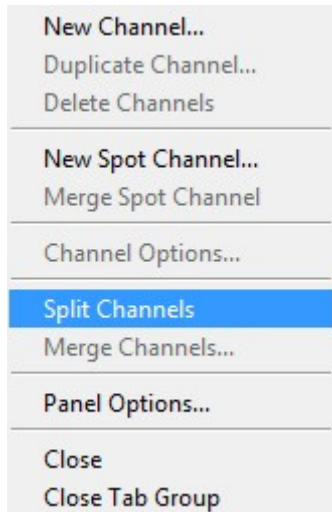 New Channel...
Duplicate Channel...
Delete Channels
New Spot Channel...
Merge Spot Channel
Channel Options...
Split Channels
Merge Channels...
Panel Options...
Close
Close Tab Group